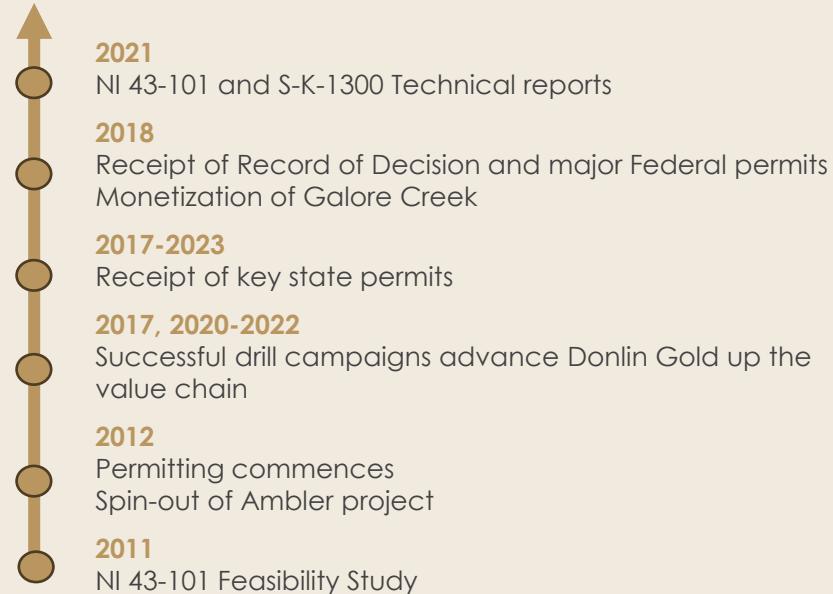 2021
NI 43-101 and S-K-1300 Technical reports
2018
Receipt of Record of Decision and major Federal permits
Monetization of Galore Creek
2017-2023
Receipt of key state permits
2017, 2020-2022
Successful drill campaigns advance Donlin Gold up the
value chain
2012
Permitting commences
Spin-out of Ambler project
2011
NI 43-101 Feasibility Study